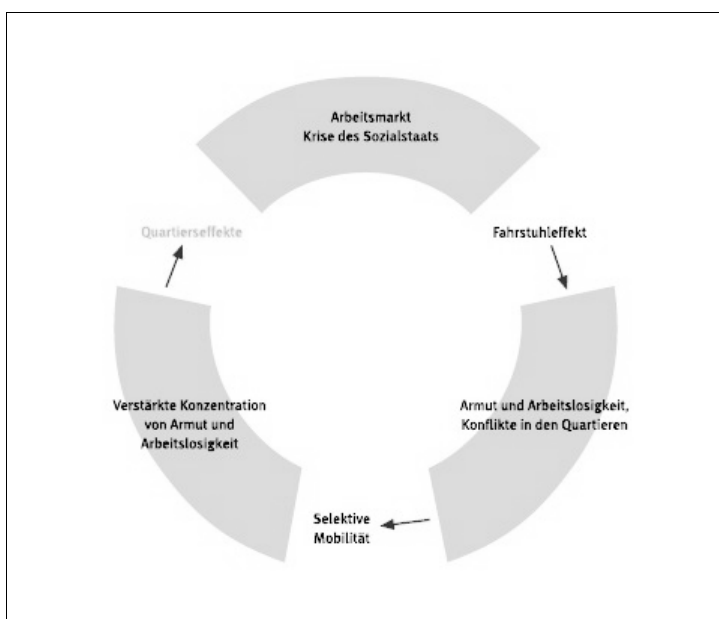 Arbeitsmarkt
Krise des Sozialstaats
Quartierseffekte
Fahrstuhleffekt
Verstärkte Konzentration
von Armut und
Arbeitslosigkeit
Armut und Arbeitslosigkeit,
Konflikte in den Quartieren
Selektive
Mobilität